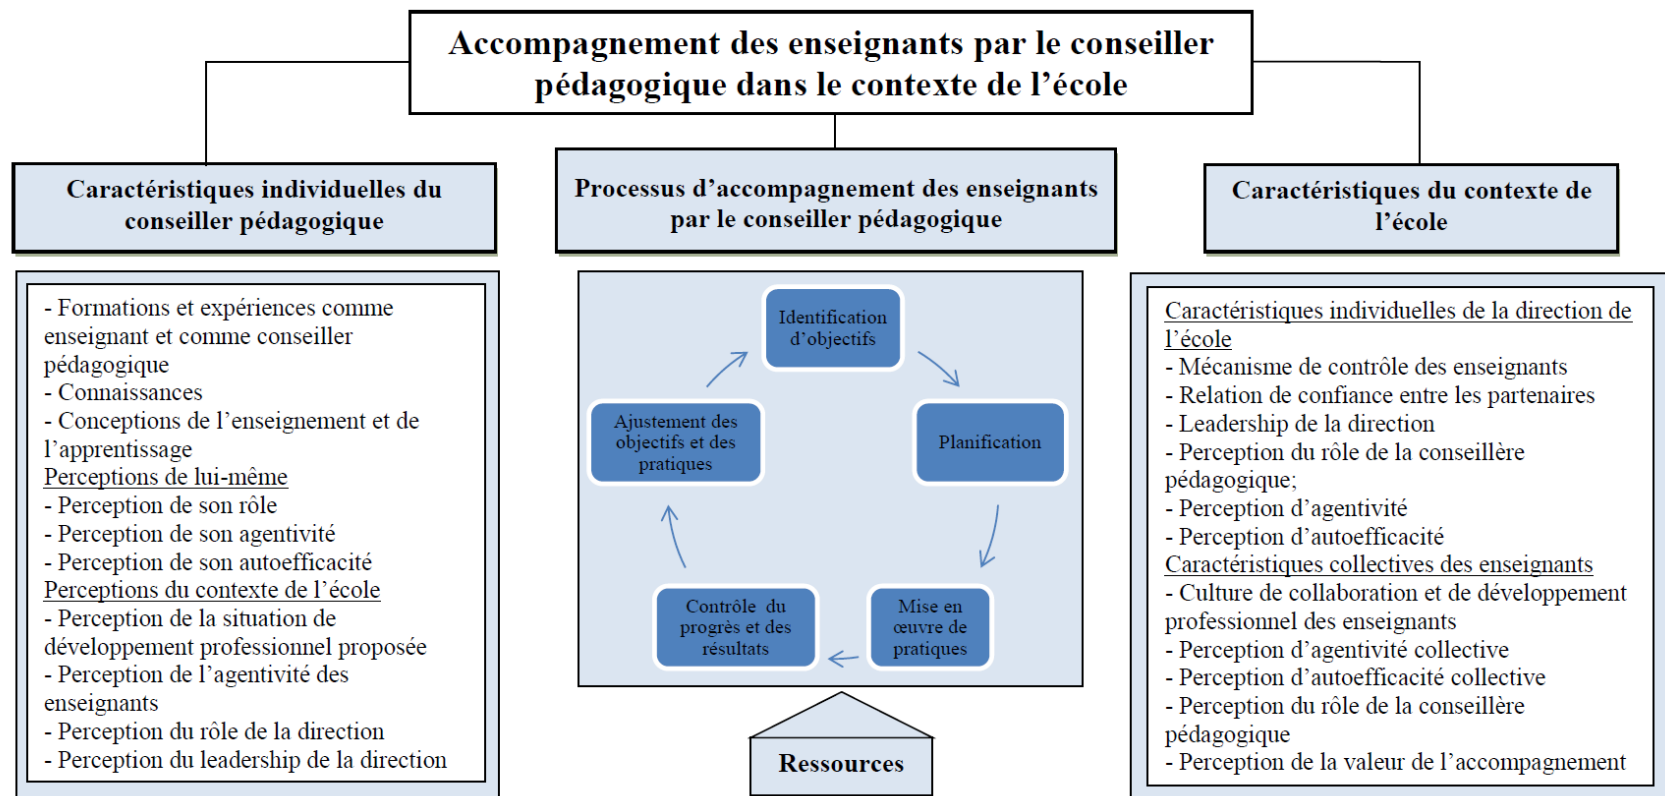 Accompagnement des enseignants par le conseiller
pédagogique dans le contexte de l’école
Caractéristiques individuelles du
conseiller pédagogique
Processus d’accompagnement des enseignants
par le conseiller pédagogique
Caractéristiques du contexte de
l’école
- Formations et expériences comme
enseignant et comme conseiller
pédagogique
- Connaissances
- Conceptions de l’enseignement et de
l’apprentissage
Perceptions de lui-même
- Perception de son rôle
- Perception de son agentivité
- Perception de son autoefficacité
Perceptions du contexte de l’école
- Perception de la situation de
développement professionnel proposée
- Perception de l’agentivité des
enseignants
- Perception du rôle de la direction
- Perception du leadership de la direction
Identification
d’objectifs
Planification
Mise en
œuvre de
pratiques
Contrôle du
progrès et des
résultats
Ajustement des
objectifs et des
pratiques
Ressources
Caractéristiques individuelles de la direction de
l’école
- Mécanisme de contrôle des enseignants
- Relation de confiance entre les partenaires
- Leadership de la direction
- Perception du rôle de la conseillère
pédagogique;
- Perception d’agentivité
- Perception d’autoefficacité
Caractéristiques collectives des enseignants
- Culture de collaboration et de développement
professionnel des enseignants
- Perception d’agentivité collective
- Perception d’autoefficacité collective
- Perception du rôle de la conseillère
pédagogique
- Perception de la valeur de l’accompagnement